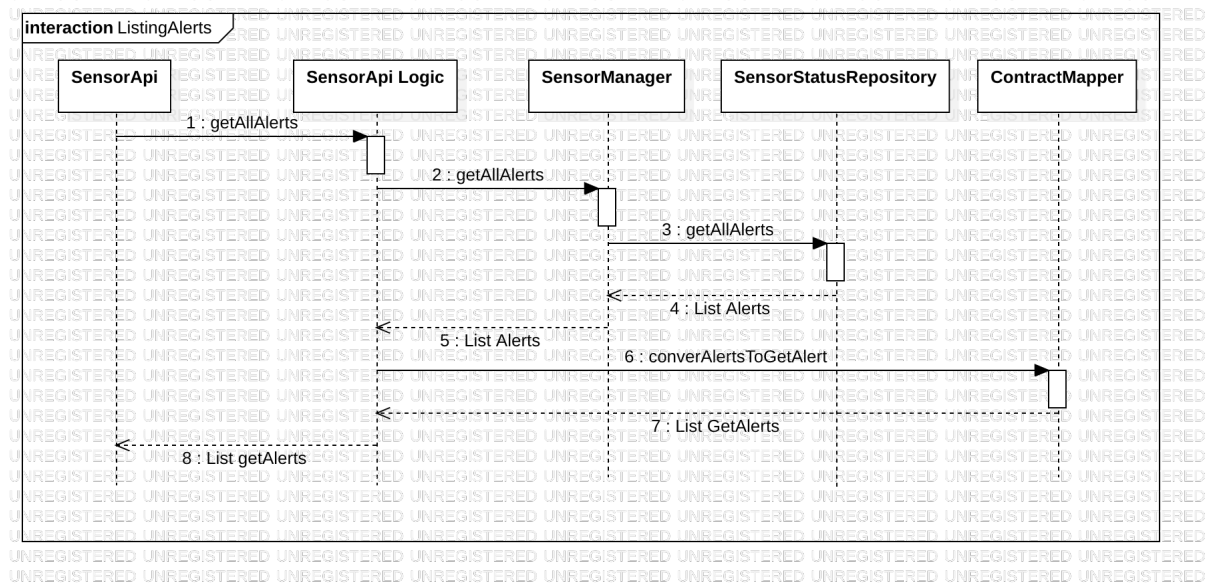 interaction ListingAlerts
SensorApi
SensorApi Logic
SensorManager
SensorStatusRepository
ContractMapper
1 : getAllAlerts
2 : getAllAlerts
3 : getAllAlerts
4 : List Alerts
5 : List Alerts
6 : converAlertsToGetAlert
7 : List GetAlerts
8 : List getAlerts
UNREGISTERED